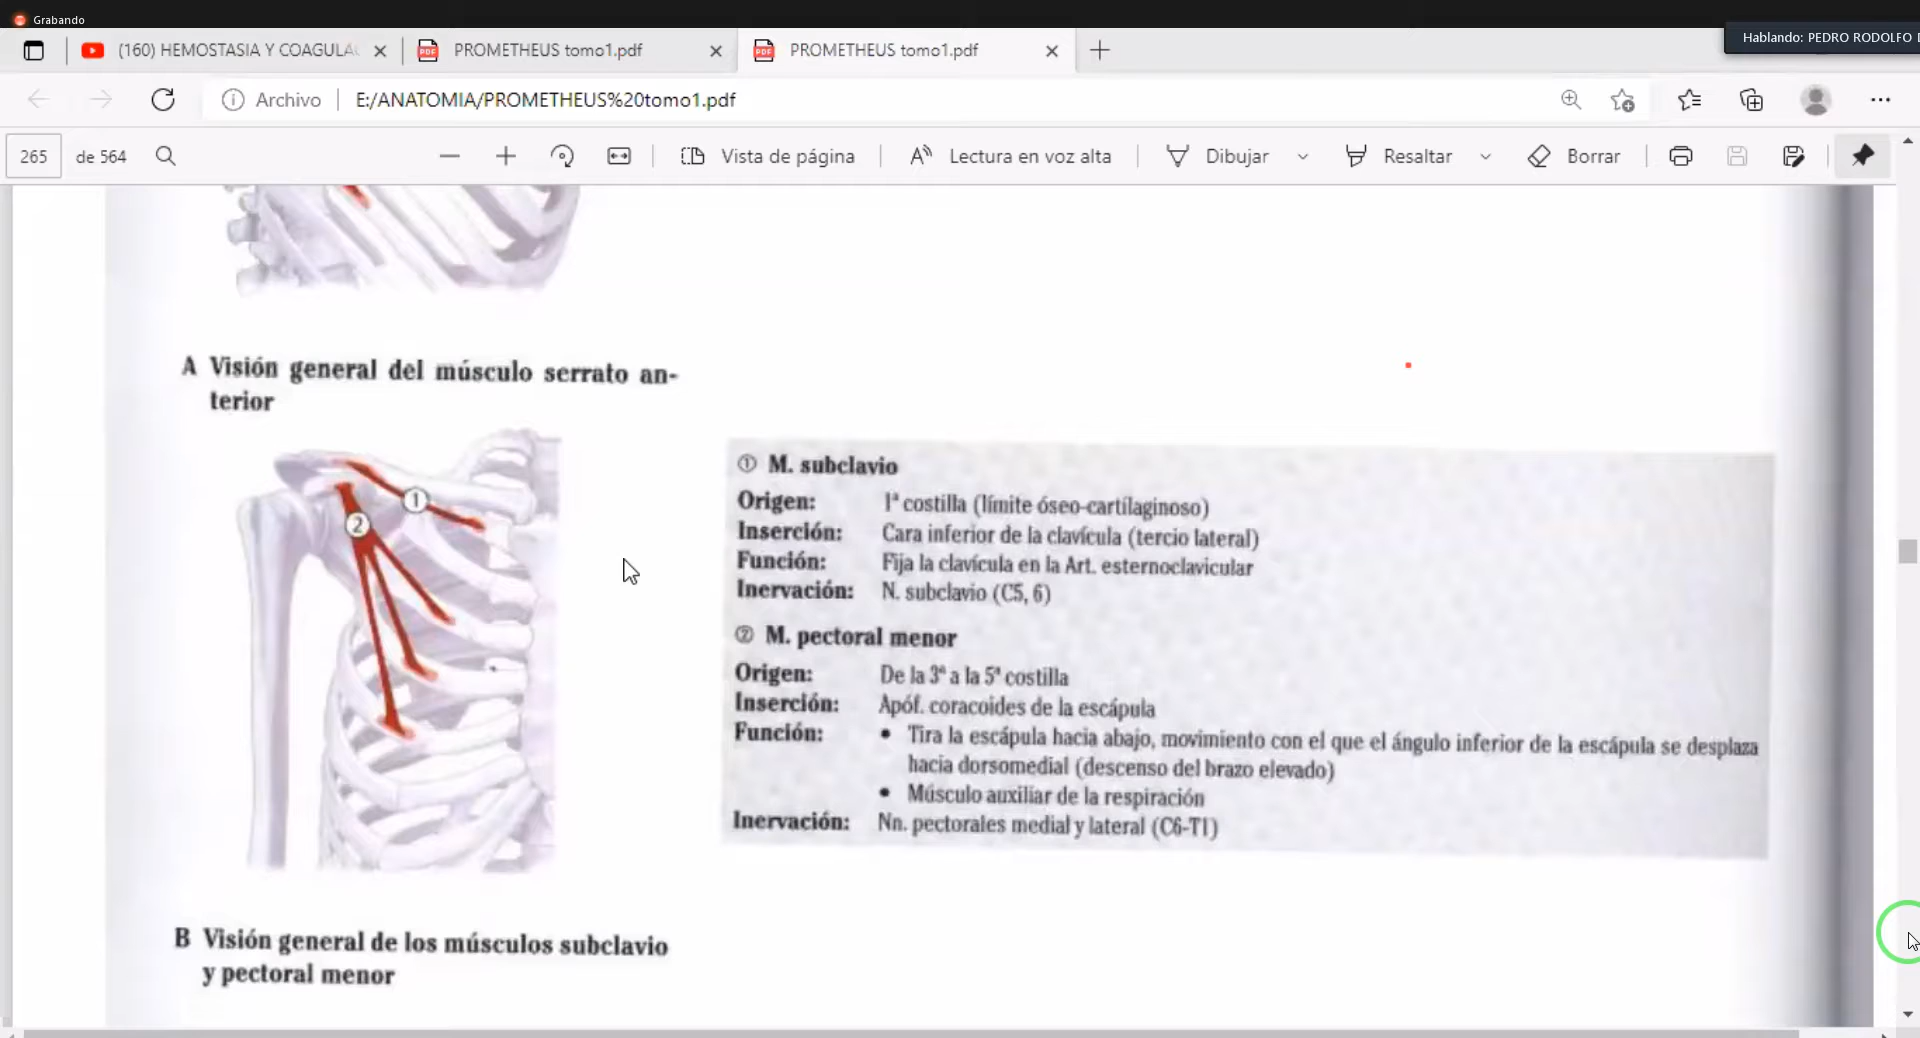 Grabando
(160) HEMOSTASIA Y COAGULA
PROMETHEUS tomo1.pdf
PROMETHEUS tomo1.pdf
Hablando: PEDRO RODOLFO
Archivo
E:/ANATOMIA/PROMETHEUS%20tomo1.pdf
265 de 564
Vista de página
Lectura en voz alta
Dibujar
Resaltar
Borrar
A Visión general del músculo serrato an-
terior
1
2
① M. subclavio
Origen: 1ª costilla (límite óseo-cartilaginoso)
Inserción: Cara inferior de la clavícula (tercio lateral)
Función: Fija la clavícula en la Art. esternoclavicular
Inervación: N. subclavio (C5, 6)
② M. pectoral menor
Origen: De la 3ª a la 5ª costilla
Inserción: Apóf. coracoides de la escápula
Función: • Tira la escápula hacia abajo, movimiento con el que el ángulo inferior de la escápula se desplaza
hacia dorsomedial (descenso del brazo elevado)
• Músculo auxiliar de la respiración
Inervación: Nn. pectorales medial y lateral (C6-T1)
B Visión general de los músculos subclavio
y pectoral menor